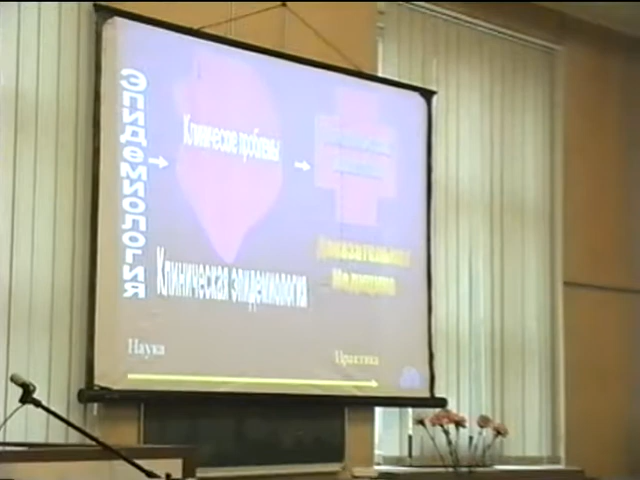 Эпидемиология
Клинические проблемы
Клиническая эпидемиология
Доказательная
Медицина
Наука
Практика